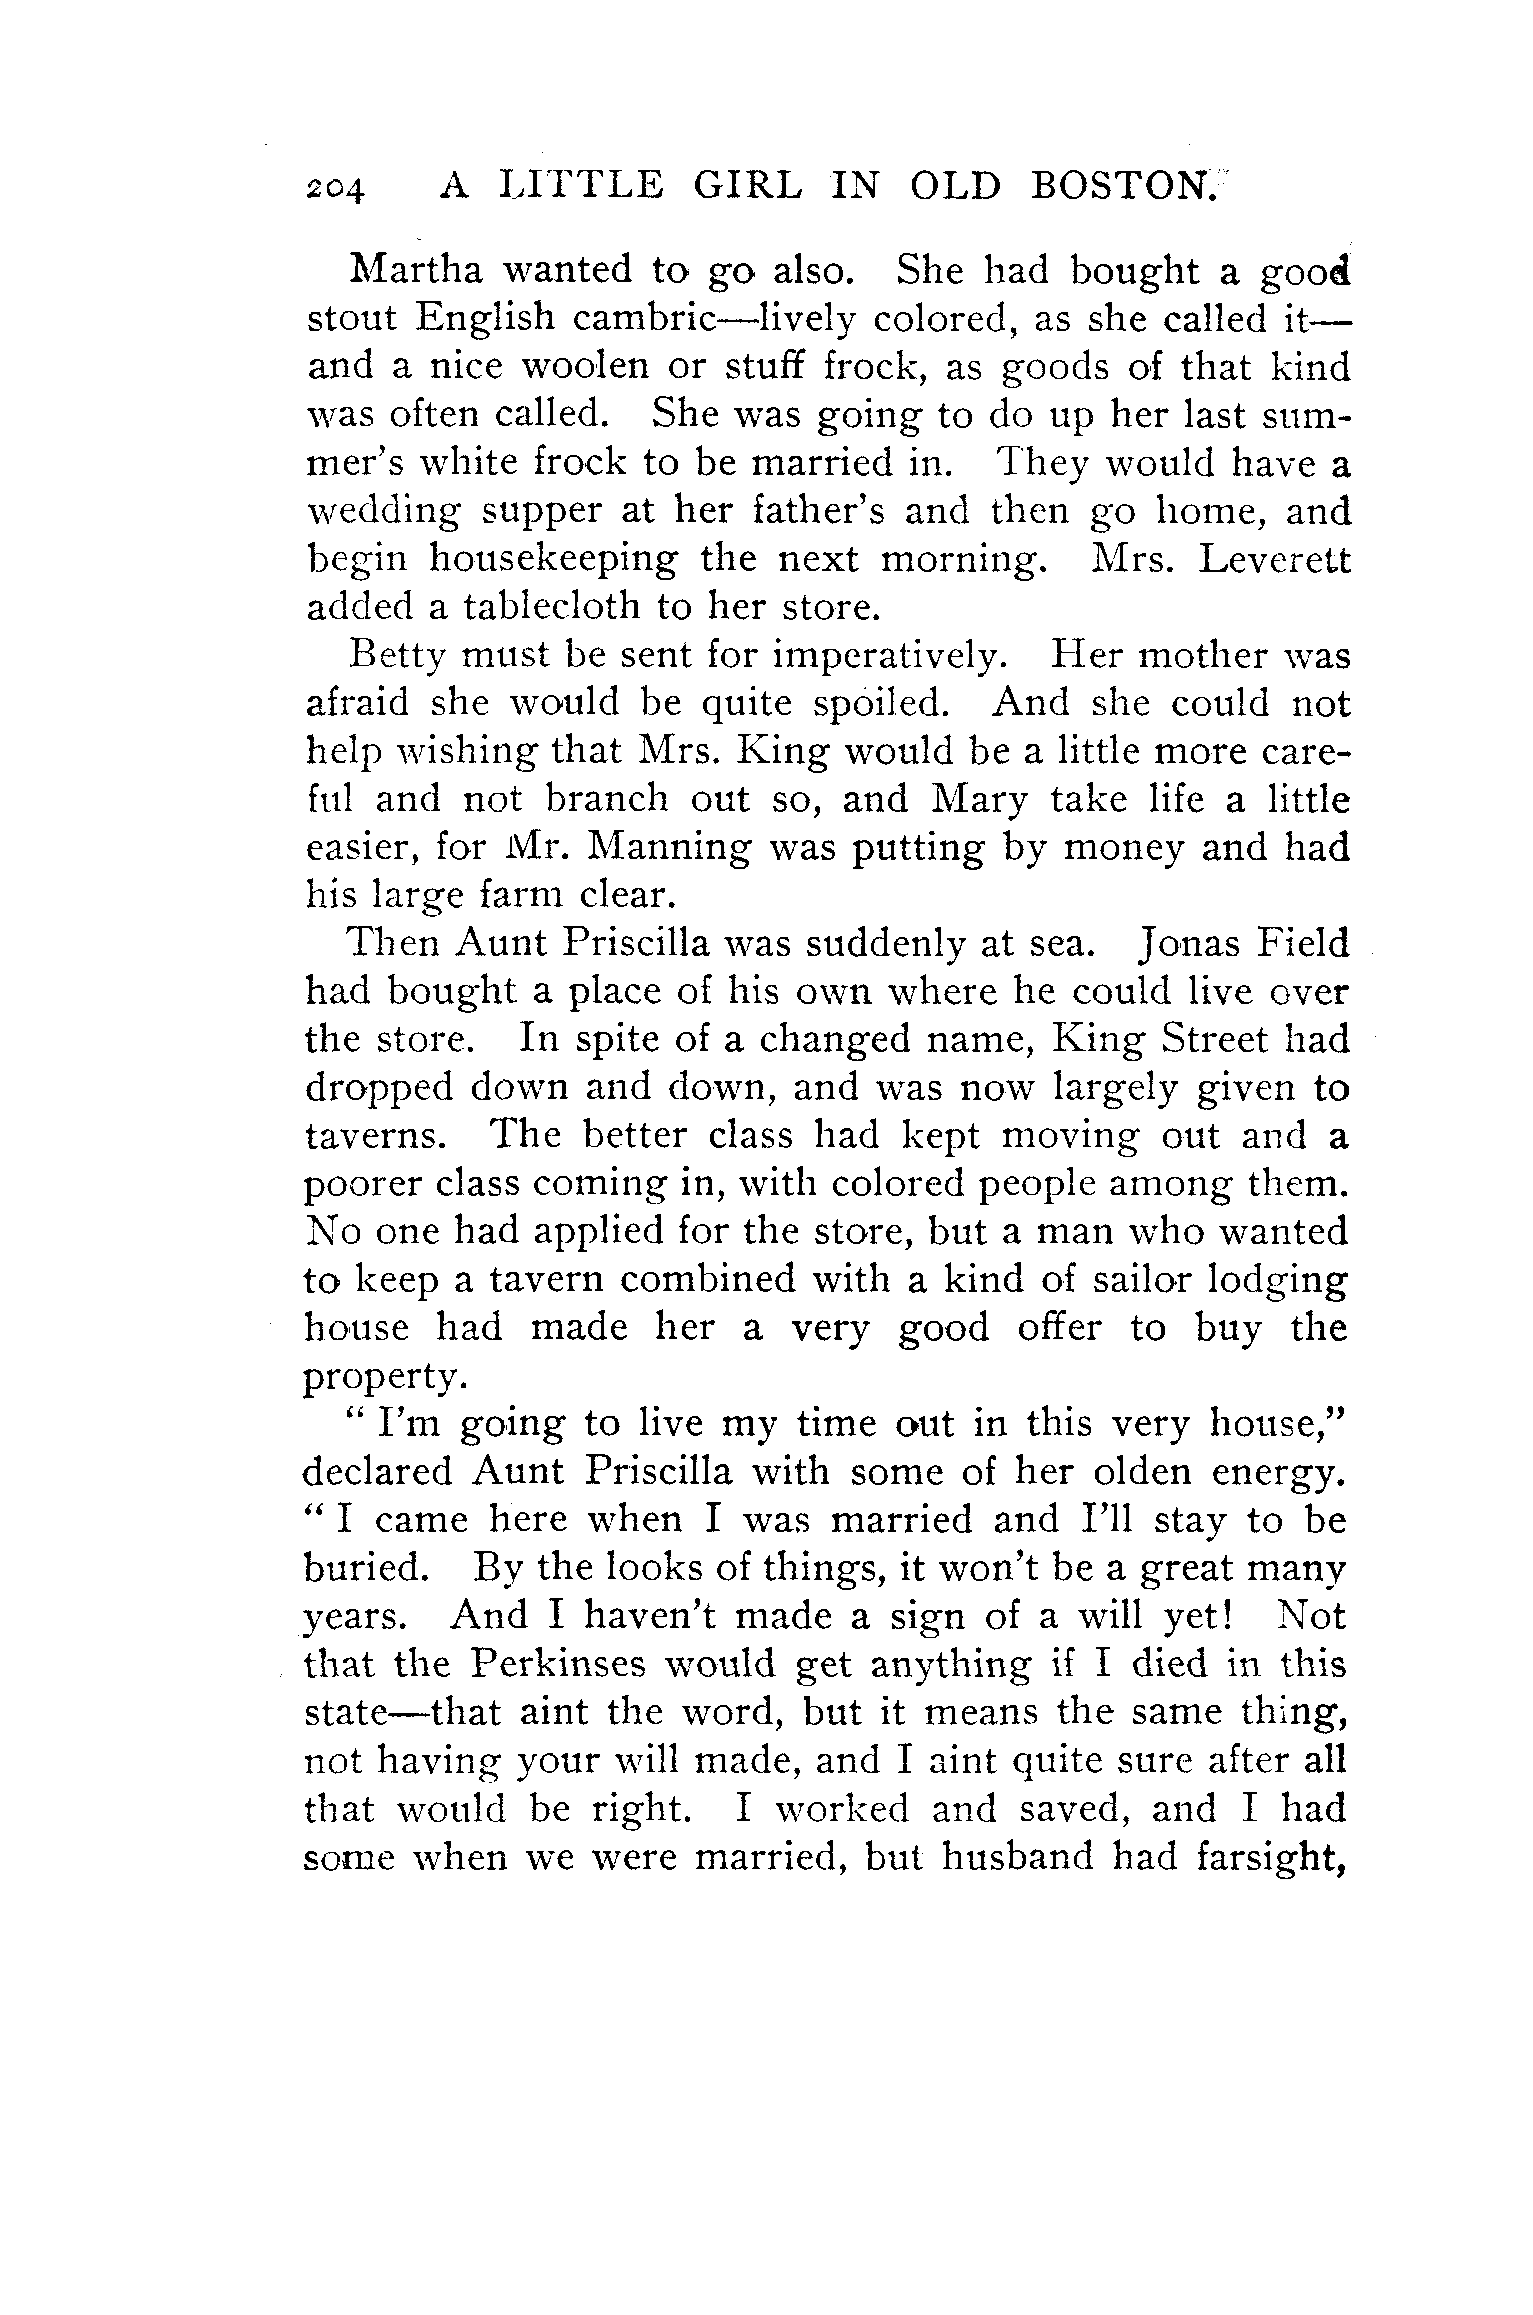 204 A LITTLE GIRL IN OLD BOSTON.
Martha wanted to go also. She had bought a good
stout English cambric—lively colored, as she called it—
and a nice woolen or stuff frock, as goods of that kind
was often called. She was going to do up her last sum-
mer's white frock to be married in. They would have a
wedding supper at her father's and then go home, and
begin housekeeping the next morning. Mrs. Leverett
added a tablecloth to her store.
Betty must be sent for imperatively. Her mother was
afraid she would be quite spoiled. And she could not
help wishing that Mrs. King would be a little more care-
ful and not branch out so, and Mary take life a little
easier, for Mr. Manning was putting by money and had
his large farm clear.
Then Aunt Priscilla was suddenly at sea. Jonas Field
had bought a place of his own where he could live over
the store. In spite of a changed name, King Street had
dropped down and down, and was now largely given to
taverns. The better class had kept moving out and a
poorer class coming in, with colored people among them.
No one had applied for the store, but a man who wanted
to keep a tavern combined with a kind of sailor lodging
house had made her a very good offer to buy the
property.
" I'm going to live my time out in this very house,"
declared Aunt Priscilla with some of her olden energy.
" I came here when I was married and I'll stay to be
buried. By the looks of things, it won't be a great many
years. And I haven't made a sign of a will yet! Not
that the Perkinses would get anything if I died in this
state—that aint the word, but it means the same thing,
not having your will made, and I aint quite sure after all
that would be right. I worked and saved, and I had
some when we were married, but husband had farsight,